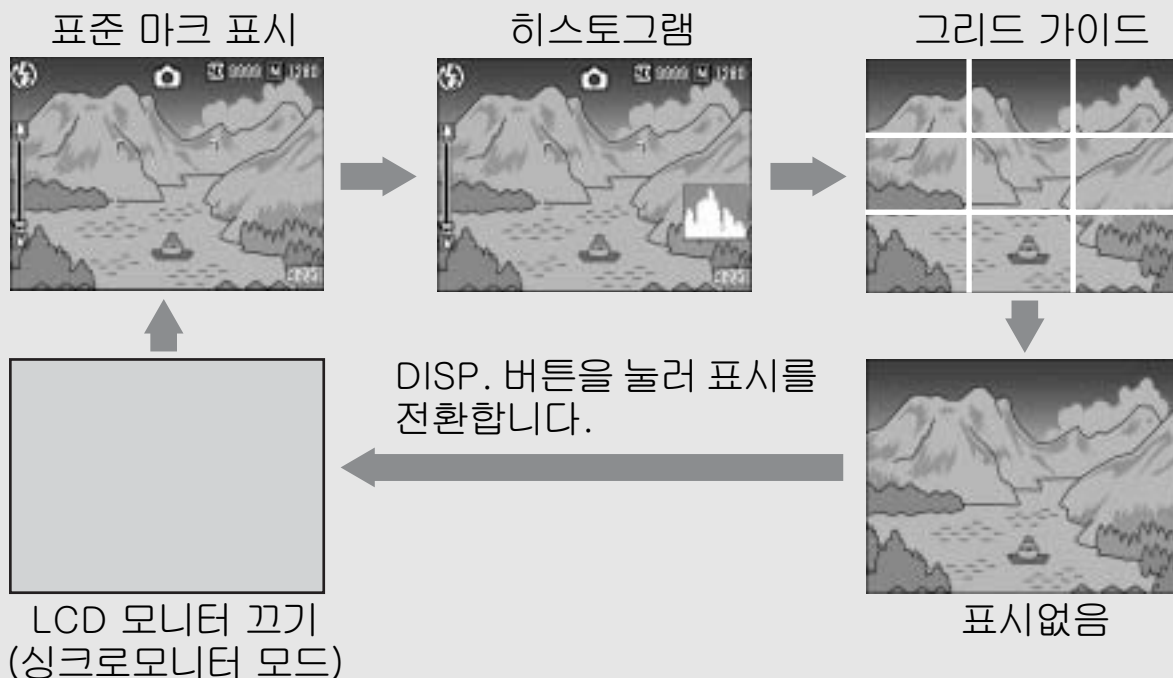 표준 마크 표시
히스토그램
그리드 가이드
DISP. 버튼을 눌러 표시를
전환합니다.
LCD 모니터 끄기
(싱크로모니터 모드)
표시없음